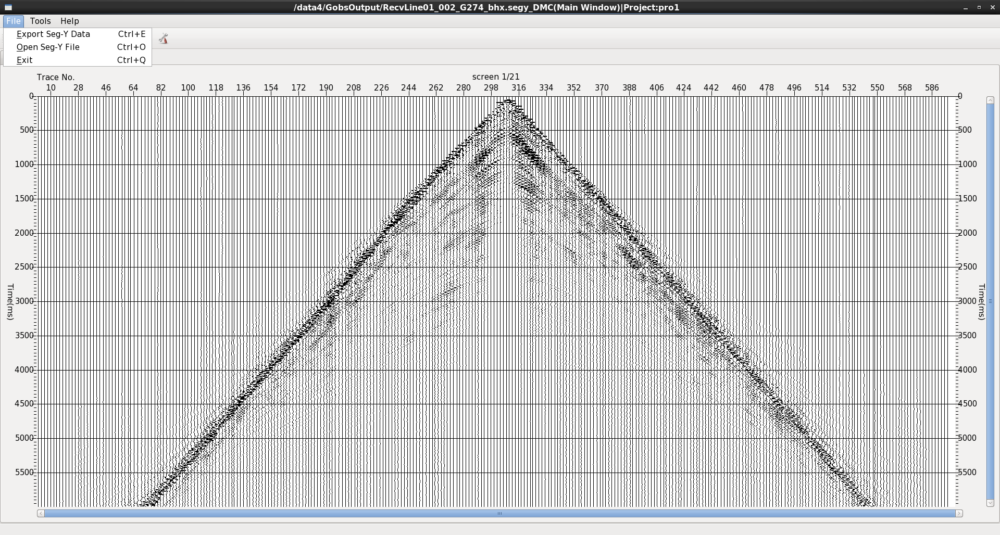 /data4/GobsOutput/RecvLine01_002_G274_bhx.segy_DMC(Main Window)|Project:pro1
File Tools Help
Export Seg-Y Data Ctrl+E
Open Seg-Y File Ctrl+O
Exit Ctrl+Q
Trace No. screen 1/21
10 28 46 64 82 100 118 136 154 172 190 208 226 244 262 280 298 316 334 352 370 388 406 424 442 460 478 496 514 532 550 568 586
0 0
500 500
1000 1000
1500 1500
2000 2000
2500 2500
Time(ms) Time(ms)
3000 3000
3500 3500
4000 4000
4500 4500
5000 5000
5500 5500